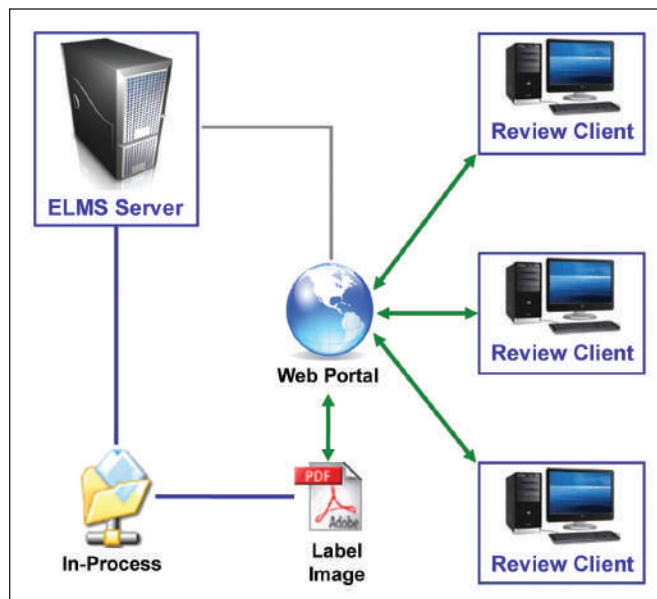 ELMS Server
Review Client
Review Client
Web Portal
Review Client
In-Process
PDF
Adobe
Label
Image